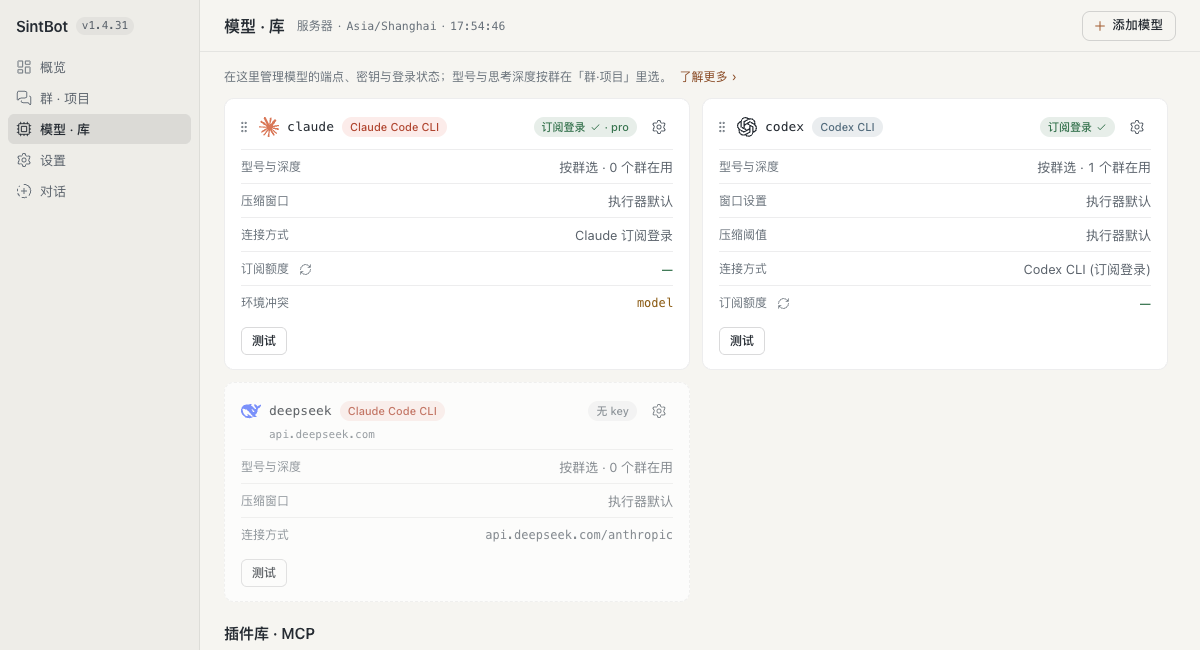 SintBot v1.4.31
概览
群 · 项目
模型 · 库
设置
对话
模型 · 库 服务器 · Asia/Shanghai · 17:54:46
添加模型
在这里管理模型的端点、密钥与登录状态；型号与思考深度按群在「群·项目」里选。 了解更多 ›
claude Claude Code CLI 订阅登录 ✓ · pro
型号与深度 按群选 · 0 个群在用
压缩窗口 执行器默认
连接方式 Claude 订阅登录
订阅额度 —
环境冲突 model
测试
codex Codex CLI 订阅登录 ✓
型号与深度 按群选 · 1 个群在用
窗口设置 执行器默认
压缩阈值 执行器默认
连接方式 Codex CLI (订阅登录)
订阅额度 —
测试
deepseek Claude Code CLI 无 key
api.deepseek.com
型号与深度 按群选 · 0 个群在用
压缩窗口 执行器默认
连接方式 api.deepseek.com/anthropic
测试
插件库 · MCP